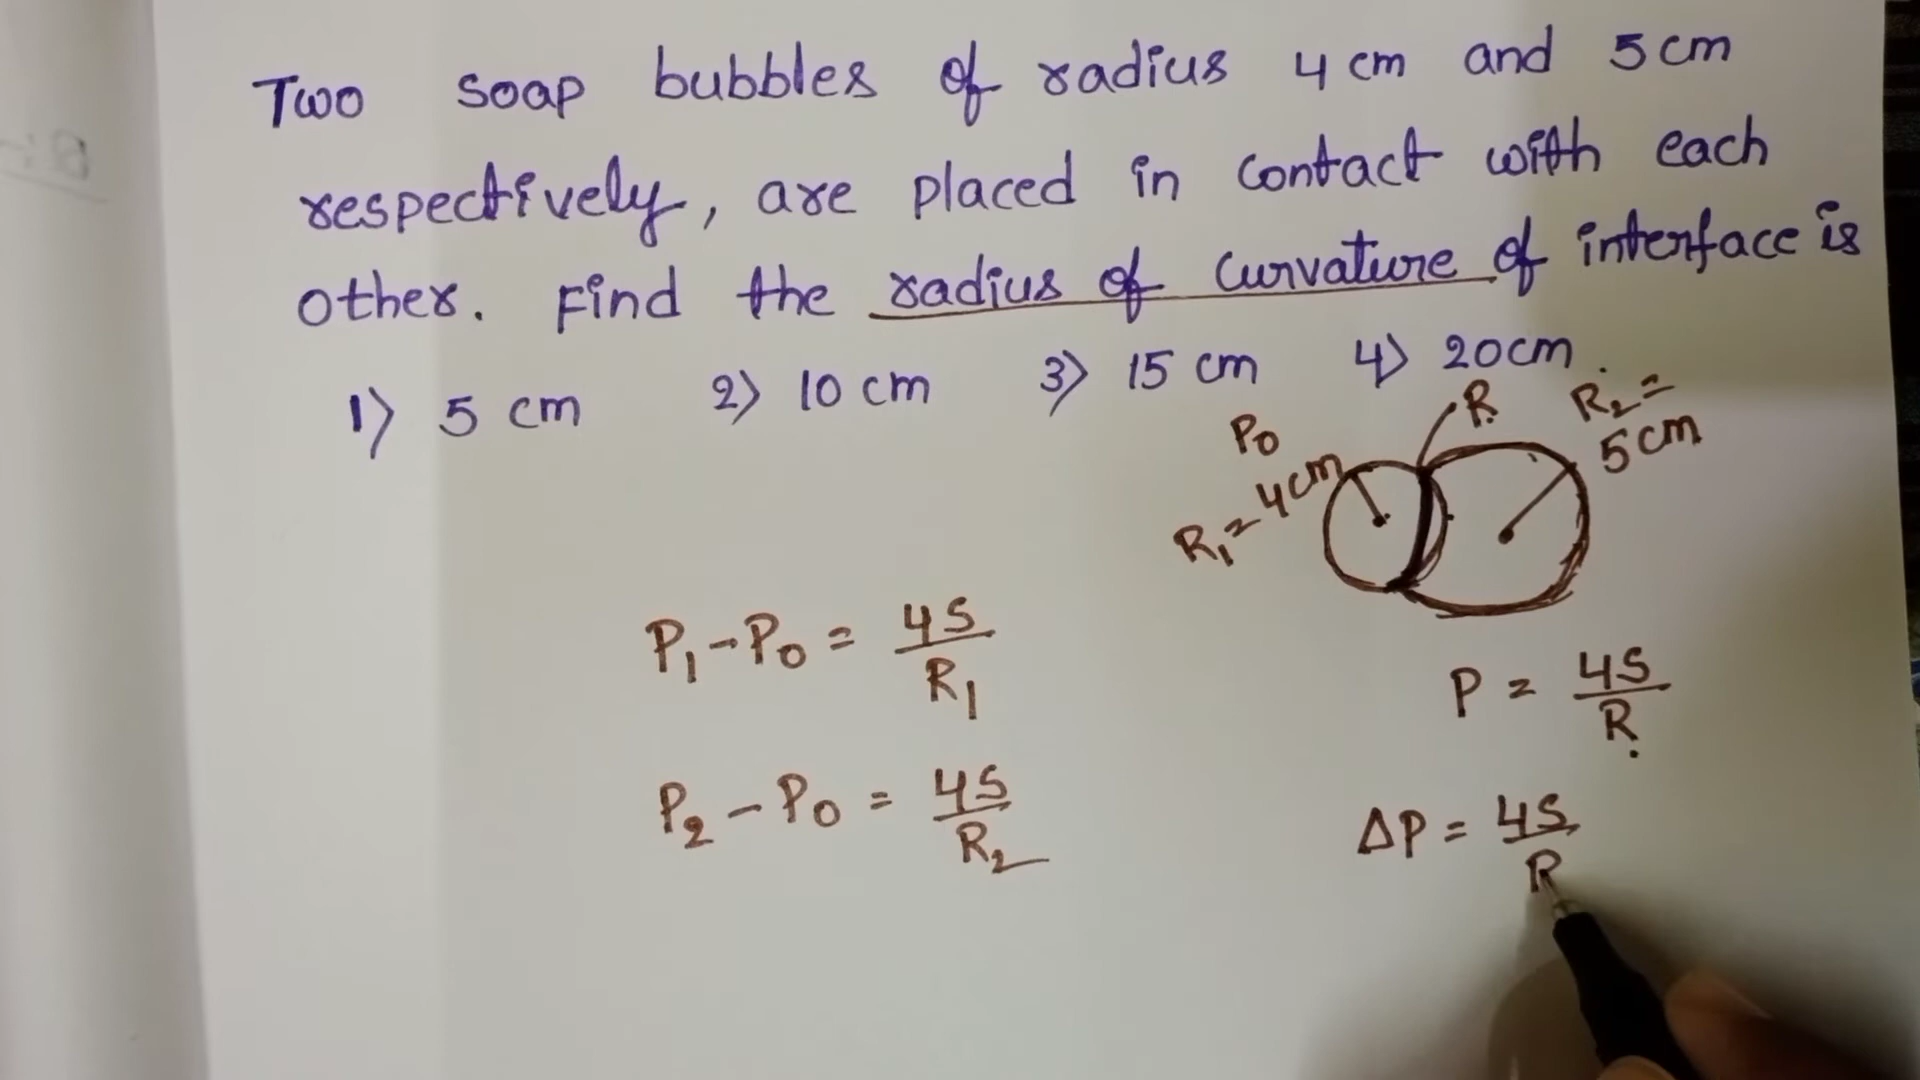 Two soap bubbles of radius 4 cm and 5 cm
respectively, are placed in contact with each
other. Find the radius of curvature of interface is
1) 5 cm 2) 10 cm 3) 15 cm 4) 20cm.
P₀ R R₂ =
5cm
R₁ = 4cm
P₁ - P₀ = 4S/R₁
P = 4S/R
P₂ - P₀ = 4S/R₂
ΔP = 4S/R